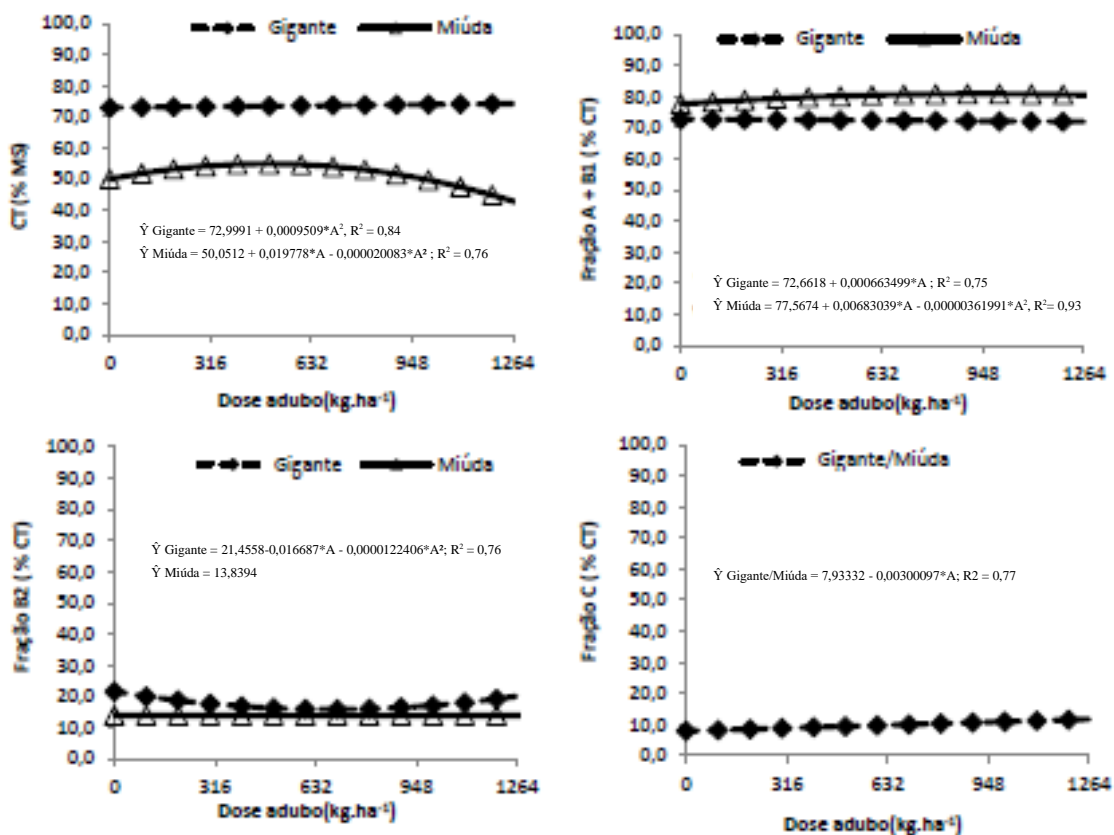 Gigante Miúda
100,0
90,0
80,0
70,0
60,0
50,0
40,0
30,0
20,0
10,0
0,0
CT (% MS)
Ŷ Gigante = 72,9991 + 0,0009509*A², R² = 0,84
Ŷ Miúda = 50,0512 + 0,019778*A - 0,000020083*A² ; R² = 0,76
0 316 632 948 1264
Dose adubo(kg.ha⁻¹)
Gigante Miúda
100,0
90,0
80,0
70,0
60,0
50,0
40,0
30,0
20,0
10,0
0,0
Fração A + B1 ( % CT)
Ŷ Gigante = 72,6618 + 0,000663499*A ; R² = 0,75
Ŷ Miúda = 77,5674 + 0,00683039*A - 0,00000361991*A², R²= 0,93
0 316 632 948 1264
Dose adubo(kg.ha⁻¹)
Gigante Miúda
100,0
90,0
80,0
70,0
60,0
50,0
40,0
30,0
20,0
10,0
0,0
Fração B2 ( % CT)
Ŷ Gigante = 21,4558-0,016687*A - 0,0000122406*A²; R² = 0,76
Ŷ Miúda = 13,8394
0 316 632 948 1264
Dose adubo(kg.ha⁻¹)
Gigante/Miúda
100,0
90,0
80,0
70,0
60,0
50,0
40,0
30,0
20,0
10,0
0,0
Fração C ( % CT)
Ŷ Gigante/Miúda = 7,93332 - 0,00300097*A; R2 = 0,77
0 316 632 948 1264
Dose adubo(kg.ha⁻¹)